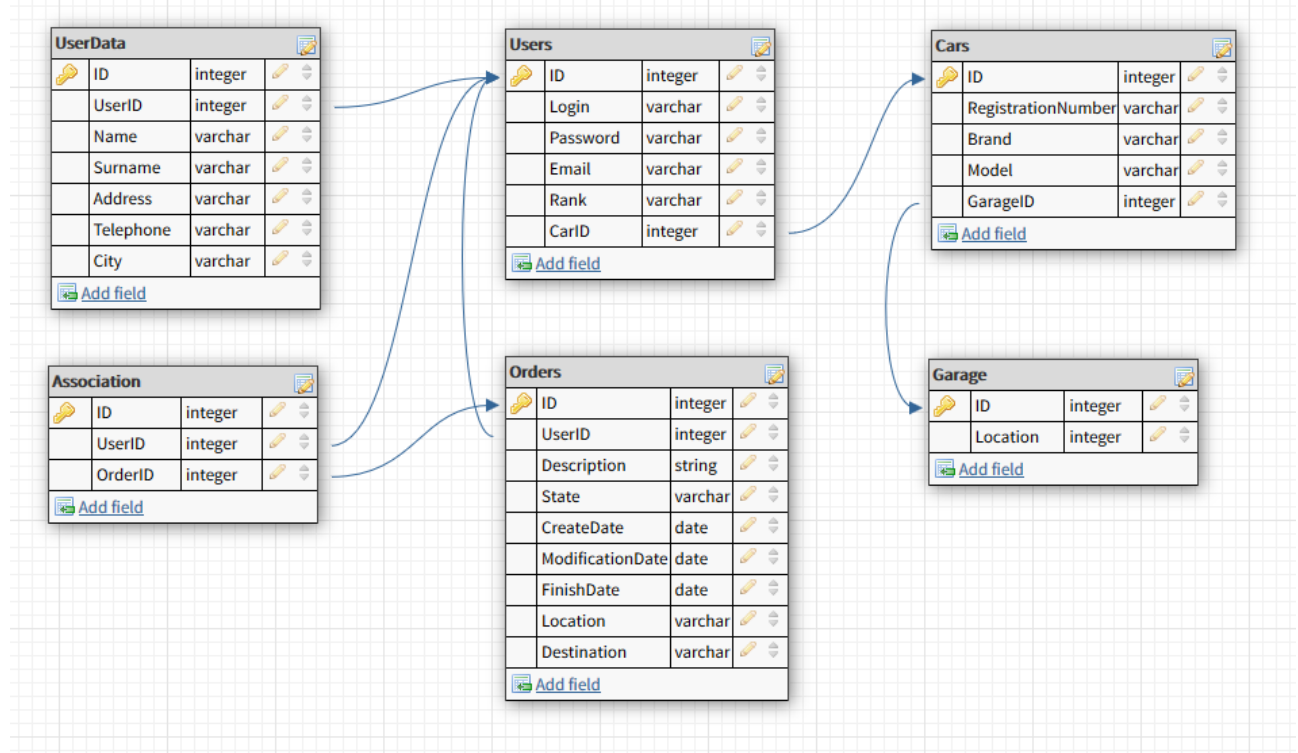 UserData
ID integer
UserID integer
Name varchar
Surname varchar
Address varchar
Telephone varchar
City varchar
Add field
Users
ID integer
Login varchar
Password varchar
Email varchar
Rank varchar
CarID integer
Add field
Cars
ID integer
RegistrationNumber varchar
Brand varchar
Model varchar
GarageID integer
Add field
Association
ID integer
UserID integer
OrderID integer
Add field
Orders
ID integer
UserID integer
Description string
State varchar
CreateDate date
ModificationDate date
FinishDate date
Location varchar
Destination varchar
Add field
Garage
ID integer
Location integer
Add field